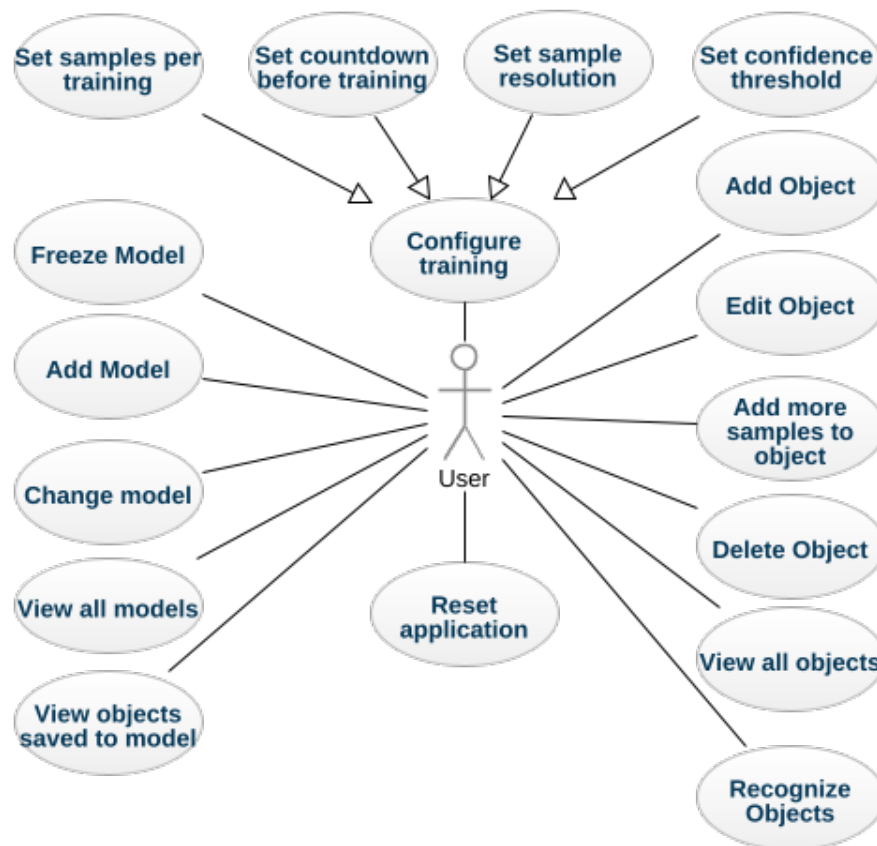 Set samples per
training
Set countdown
before training
Set sample
resolution
Set confidence
threshold
Add Object
Freeze Model
Configure
training
Edit Object
Add Model
Add more
samples to
object
User
Change model
Delete Object
View all models
Reset
application
View all objects
View objects
saved to model
Recognize
Objects